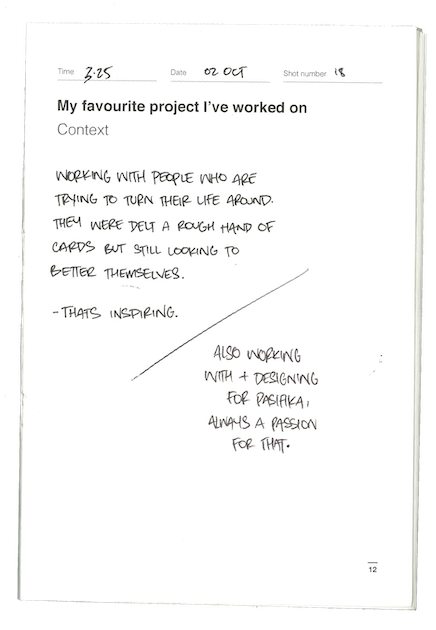 Time 3.25 Date 02 OCT Shot number 18
My favourite project I've worked on
Context
WORKING WITH PEOPLE WHO ARE
TRYING TO TURN THEIR LIFE AROUND.
THEY WERE DELT A ROUGH HAND OF
CARDS BUT STILL LOOKING TO
BETTER THEMSELVES.
-THATS INSPIRING.
ALSO WORKING
WITH + DESIGNING
FOR PASIFIKA,
ALWAYS A PASSION
FOR THAT.
12